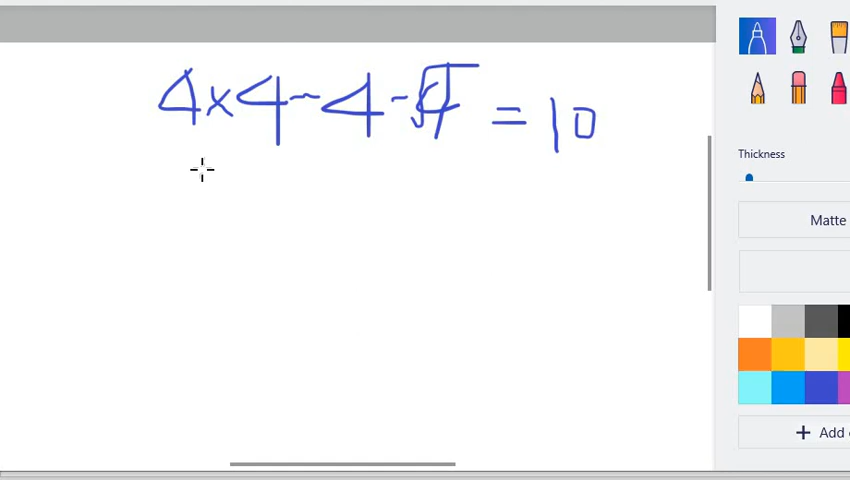 4x4-4-√4 = 10
Thickness
Matte
+ Add